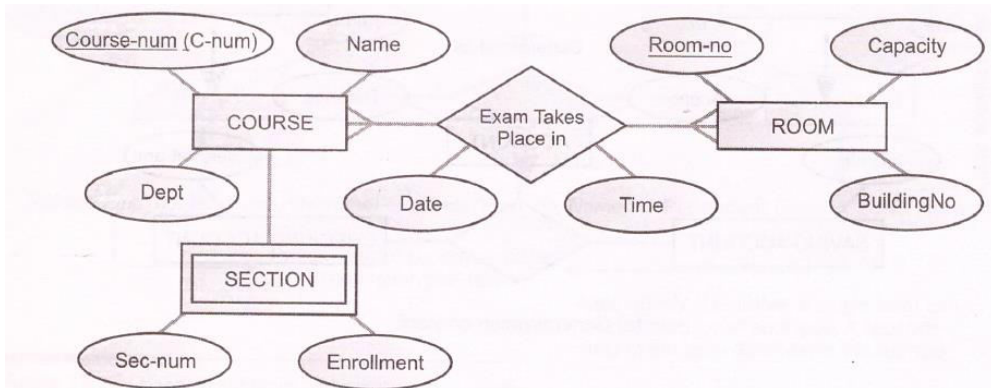 Course-num (C-num)
Name
Room-no
Capacity
COURSE
Exam Takes
Place in
ROOM
Dept
Date
Time
BuildingNo
SECTION
Sec-num
Enrollment